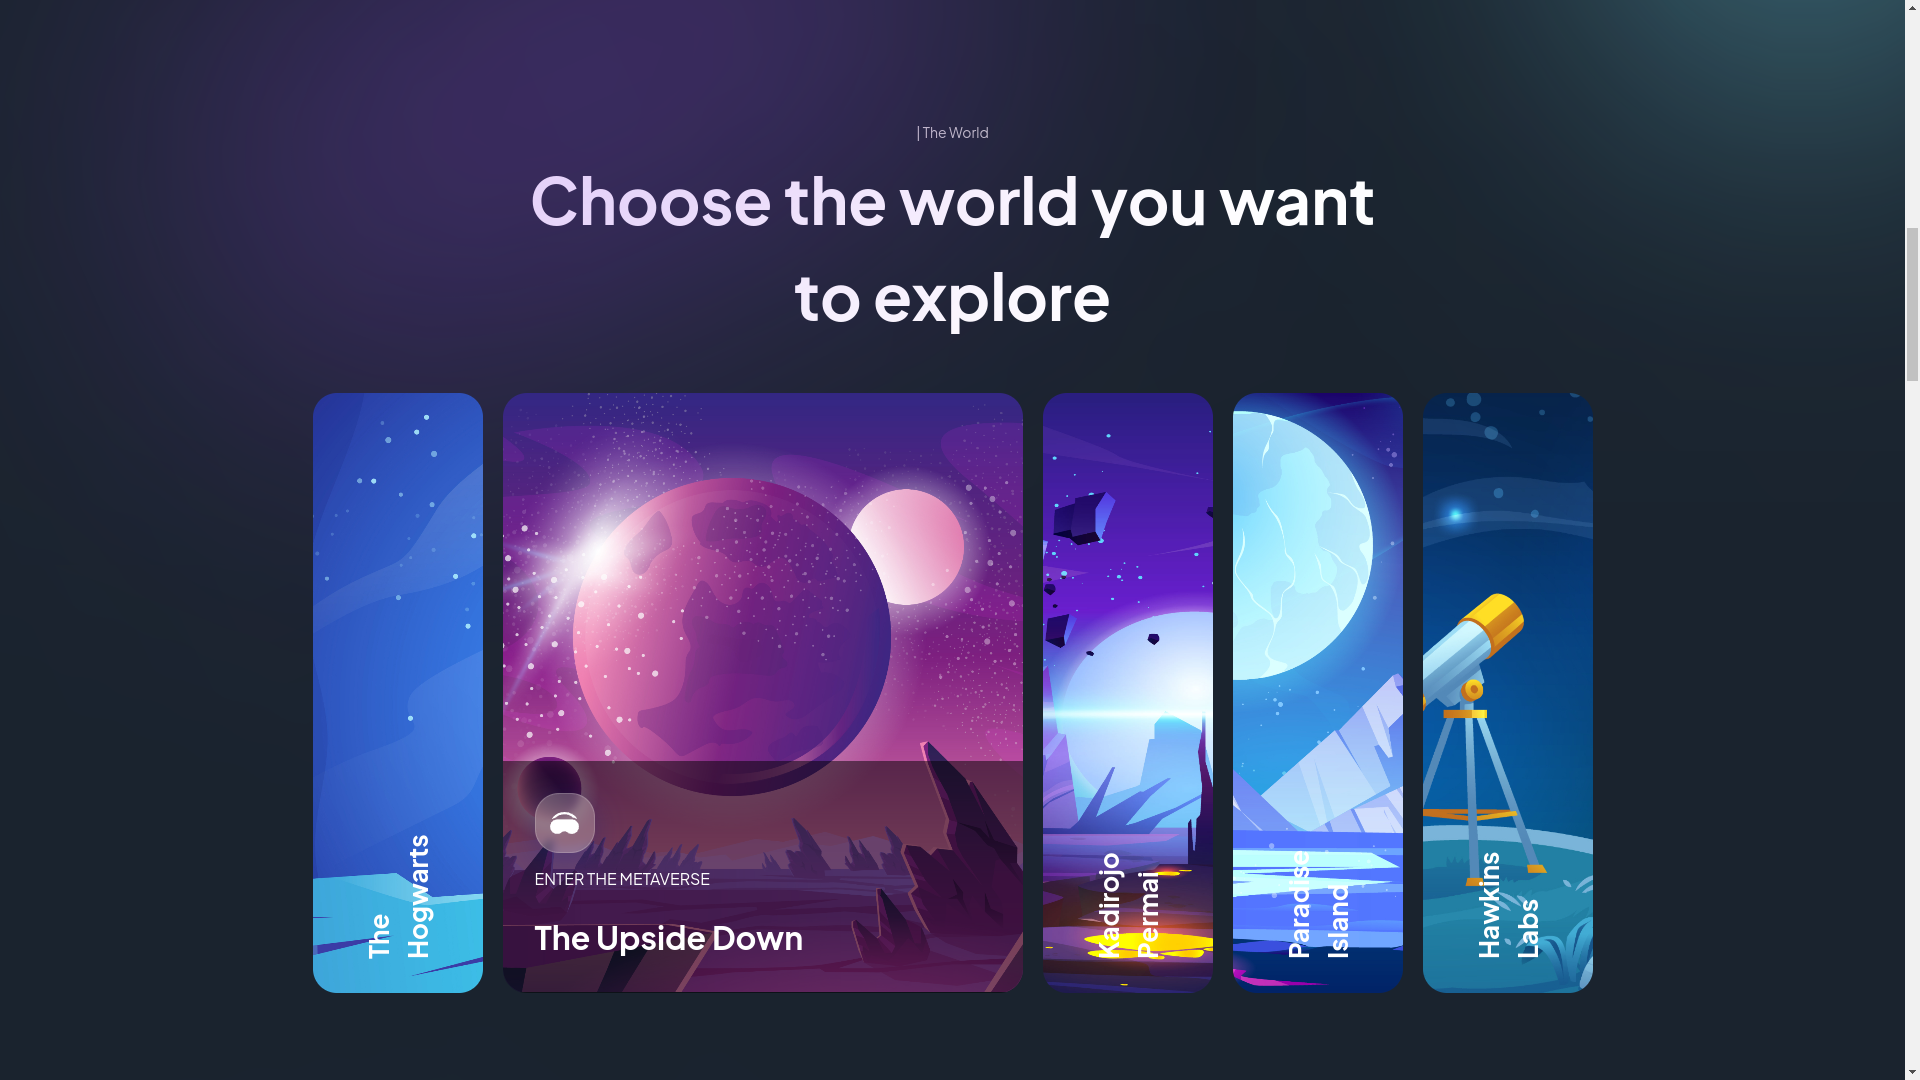 | The World
Choose the world you want
to explore
The
Hogwarts
ENTER THE METAVERSE
The Upside Down
Kadirojo
Permai
Paradise
Island
Hawkins
Labs